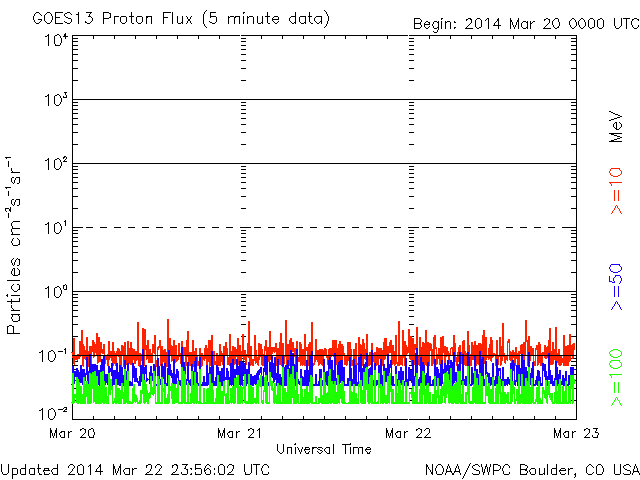 GOES13 Proton Flux (5 minute data)
Begin: 2014 Mar 20 0000 UTC
Particles cm⁻²s⁻¹sr⁻¹
10⁴
10³
10²
10¹
10⁰
10⁻¹
10⁻²
Mar 20
Mar 21
Mar 22
Mar 23
Universal Time
MeV
>=10
>=50
>=100
Updated 2014 Mar 22 23:56:02 UTC
NOAA/SWPC Boulder, CO USA